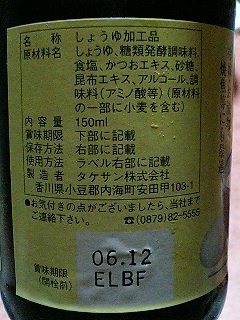 名　称　しょうゆ加工品
原材料名　しょうゆ、糖類発酵調味料、
食塩、かつおエキス、砂糖、
昆布エキス、アルコール、調
味料(アミノ酸等)(原材料
の一部に小麦を含む)
内容量　150ml
賞味期限　下部に記載
保存方法　右部に記載
使用方法　ラベル右部に記載
製造者　タケサン株式会社
香川県小豆郡内海町安田甲103-1
●お気付きの点がございましたら、当社まで
ご連絡下さい。 ☎(0879)82-5555
賞味期限
(開栓前)
06.12
ELBF